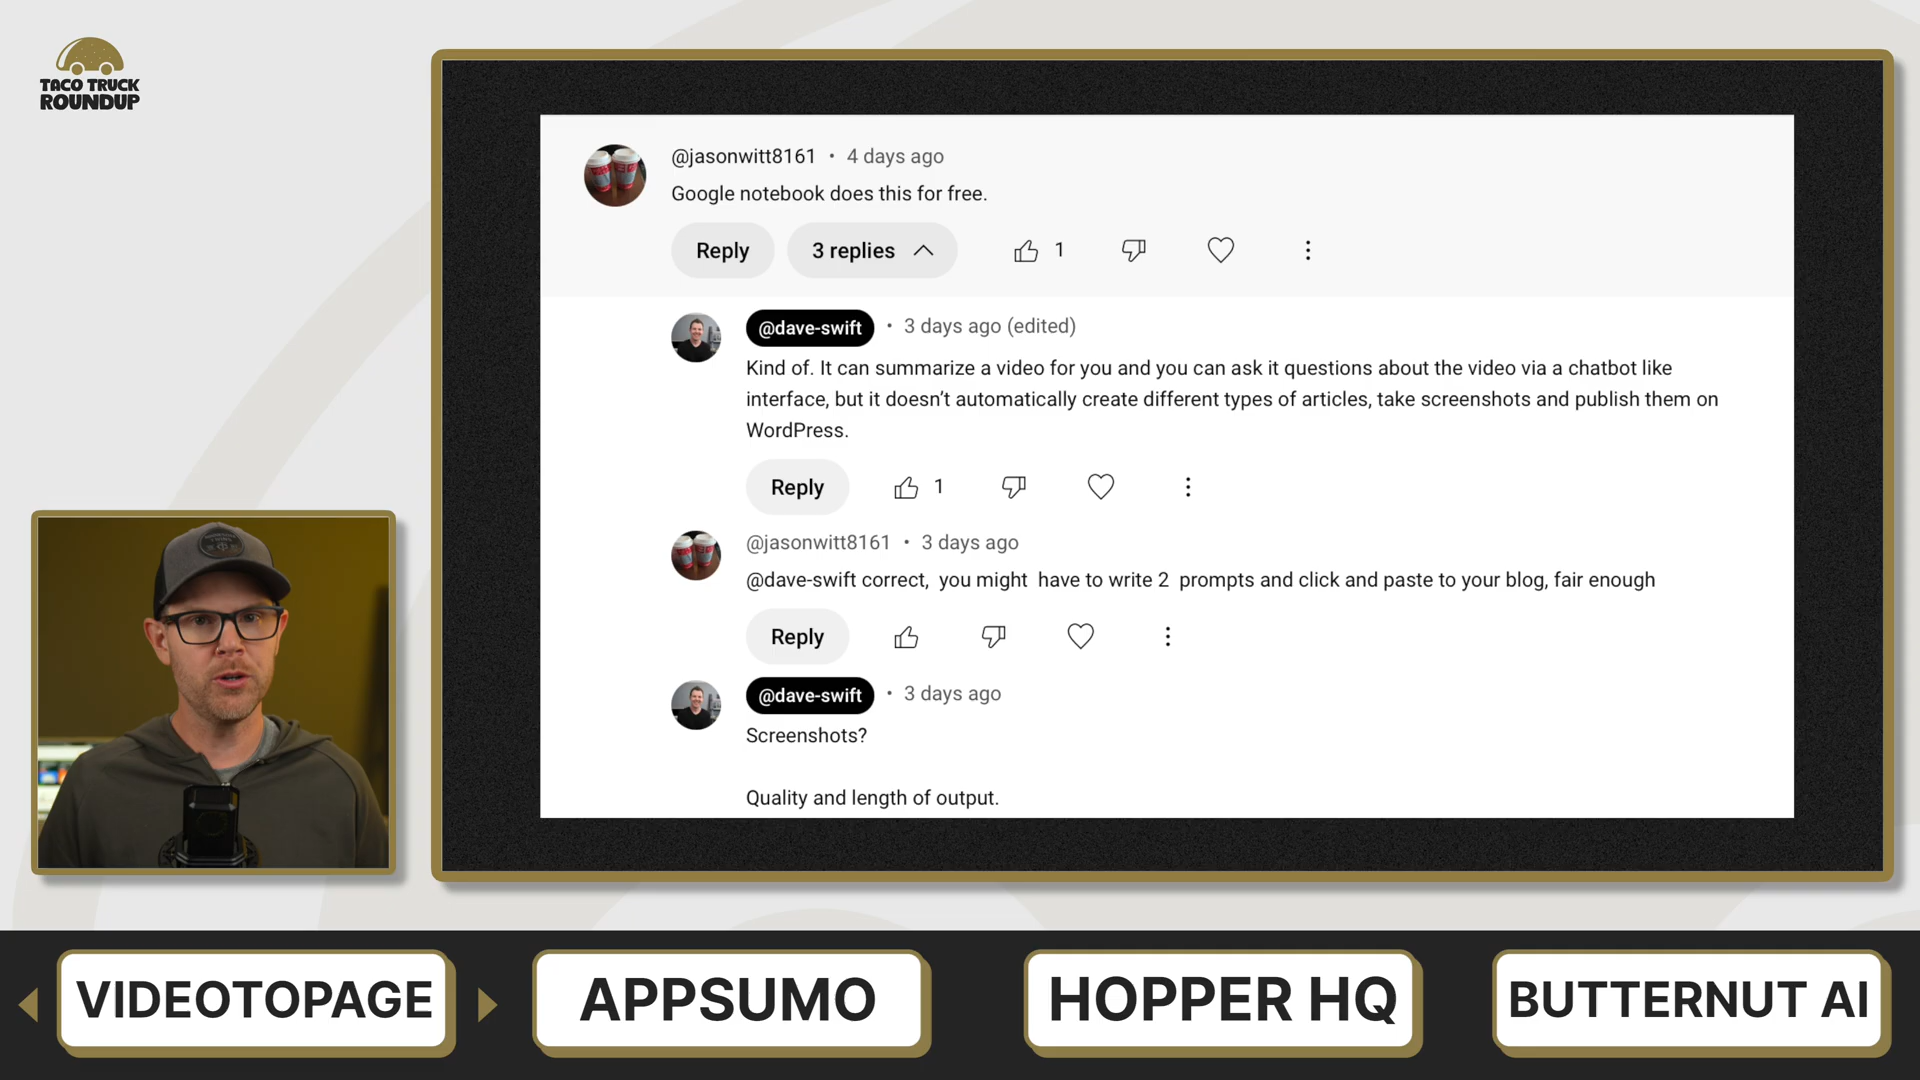 TACO TRUCK
ROUNDUP
@jasonwitt8161 • 4 days ago
Google notebook does this for free.
Reply
3 replies
1
@dave-swift • 3 days ago (edited)
Kind of. It can summarize a video for you and you can ask it questions about the video via a chatbot like
interface, but it doesn’t automatically create different types of articles, take screenshots and publish them on
WordPress.
Reply
1
@jasonwitt8161 • 3 days ago
@dave-swift correct,  you might  have to write 2  prompts and click and paste to your blog, fair enough
Reply
@dave-swift • 3 days ago
Screenshots?
Quality and length of output.
VIDEOTOPAGE
APPSUMO
HOPPER HQ
BUTTERNUT AI